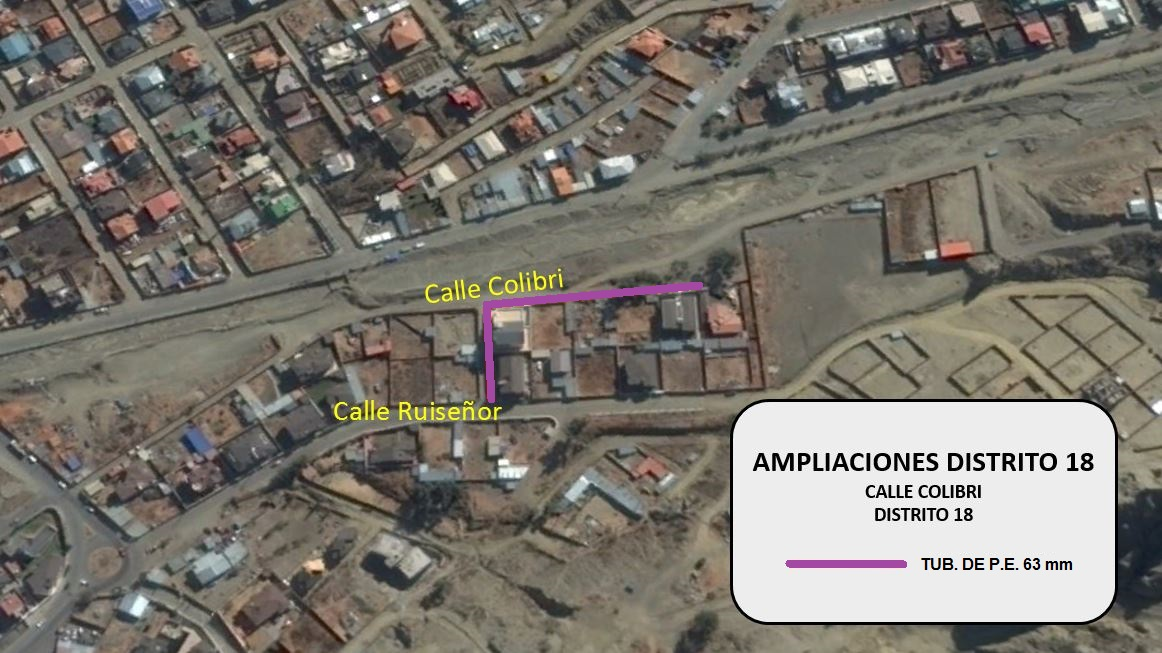 Calle Colibri
Calle Ruiseñor
AMPLIACIONES DISTRITO 18
CALLE COLIBRI
DISTRITO 18
TUB. DE P.E. 63 mm